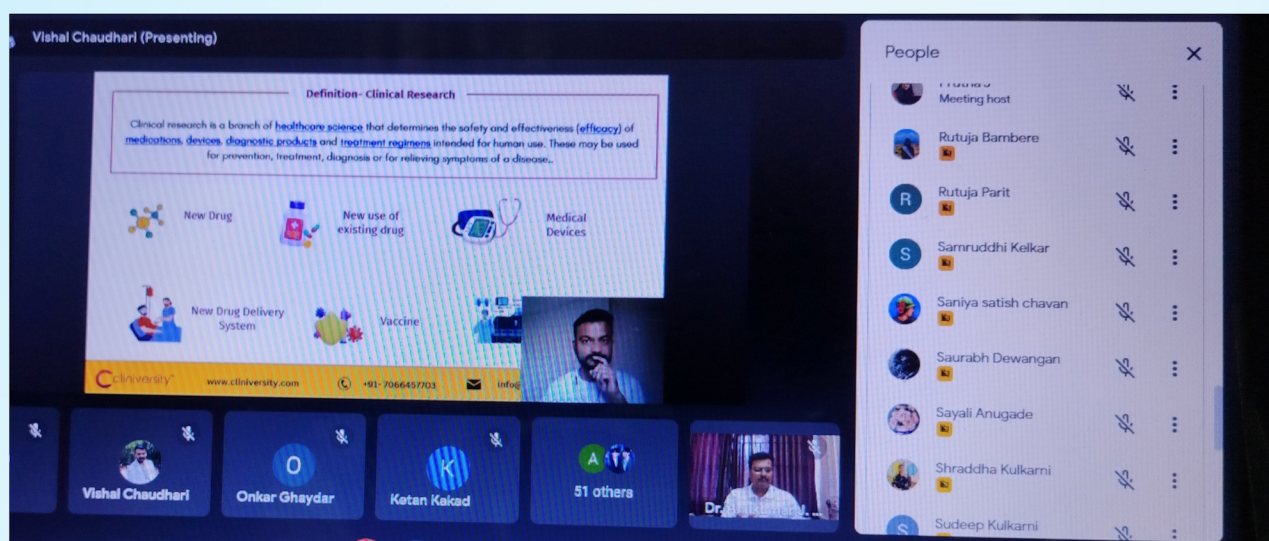 Vishal Chaudhari (Presenting)
Definition- Clinical Research
Clinical research is a branch of healthcare science that determines the safety and effectiveness (efficacy) of
medications, devices, diagnostic products and treatment regimens intended for human use. These may be used
for prevention, treatment, diagnosis or for relieving symptoms of a disease..
New Drug
New use of
existing drug
Medical
Devices
New Drug Delivery
System
Vaccine
cliniversity™
www.cliniversity.com
+91-7066457703
info@
Vishal Chaudhari
O
Onkar Ghaydar
K
Ketan Kakad
A
51 others
Dr.
People
Meeting host
Rutuja Bambere
R
Rutuja Parit
S
Samruddhi Kelkar
Saniya satish chavan
Saurabh Dewangan
Sayali Anugade
Shraddha Kulkarni
S
Sudeep Kulkarni